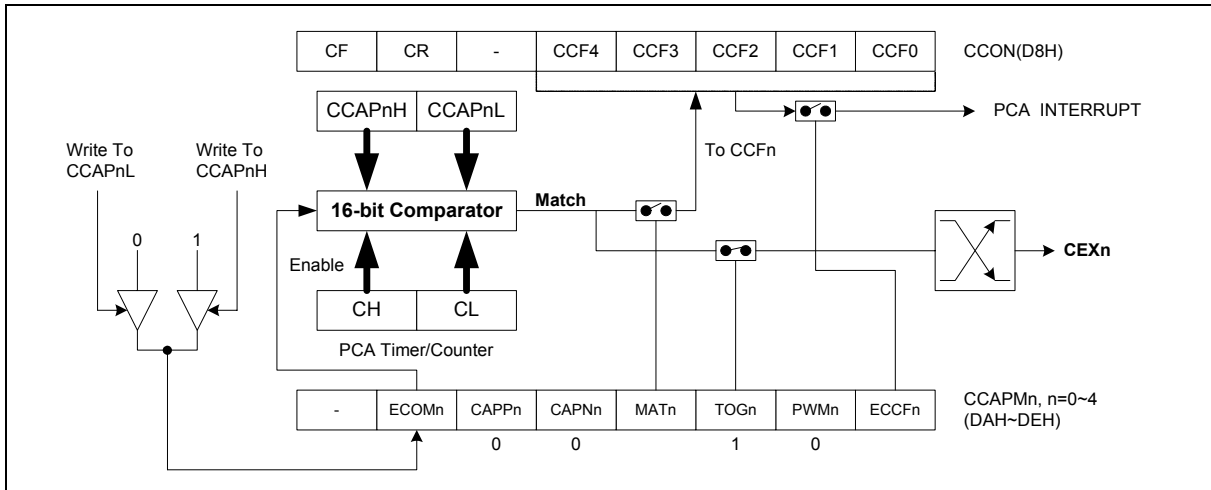 CF CR - CCF4 CCF3 CCF2 CCF1 CCF0 CCON(D8H)
CCAPnH CCAPnL
PCA INTERRUPT
To CCFn
Write To
CCAPnL
Write To
CCAPnH
16-bit Comparator
Match
0 1
Enable
CEXn
CH CL
PCA Timer/Counter
- ECOMn CAPPn CAPNn MATn TOGn PWMn ECCFn
CCAPMn, n=0~4
(DAH~DEH)
0 0 1 0